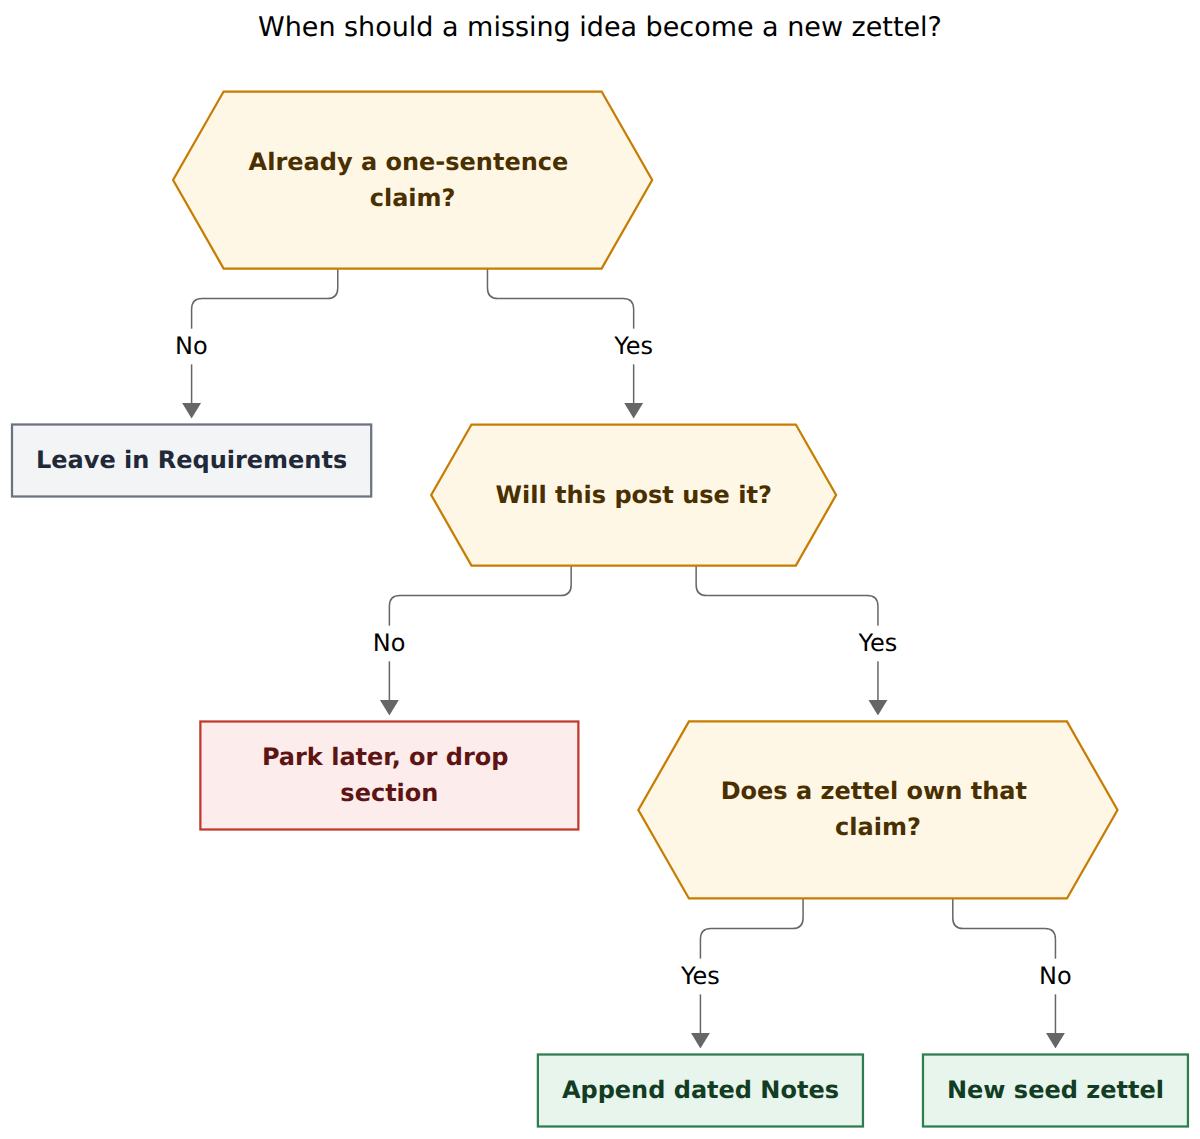 When should a missing idea become a new zettel?
Already a one-sentence
claim?
No
Yes
Leave in Requirements
Will this post use it?
No
Yes
Park later, or drop
section
Does a zettel own that
claim?
Yes
No
Append dated Notes
New seed zettel